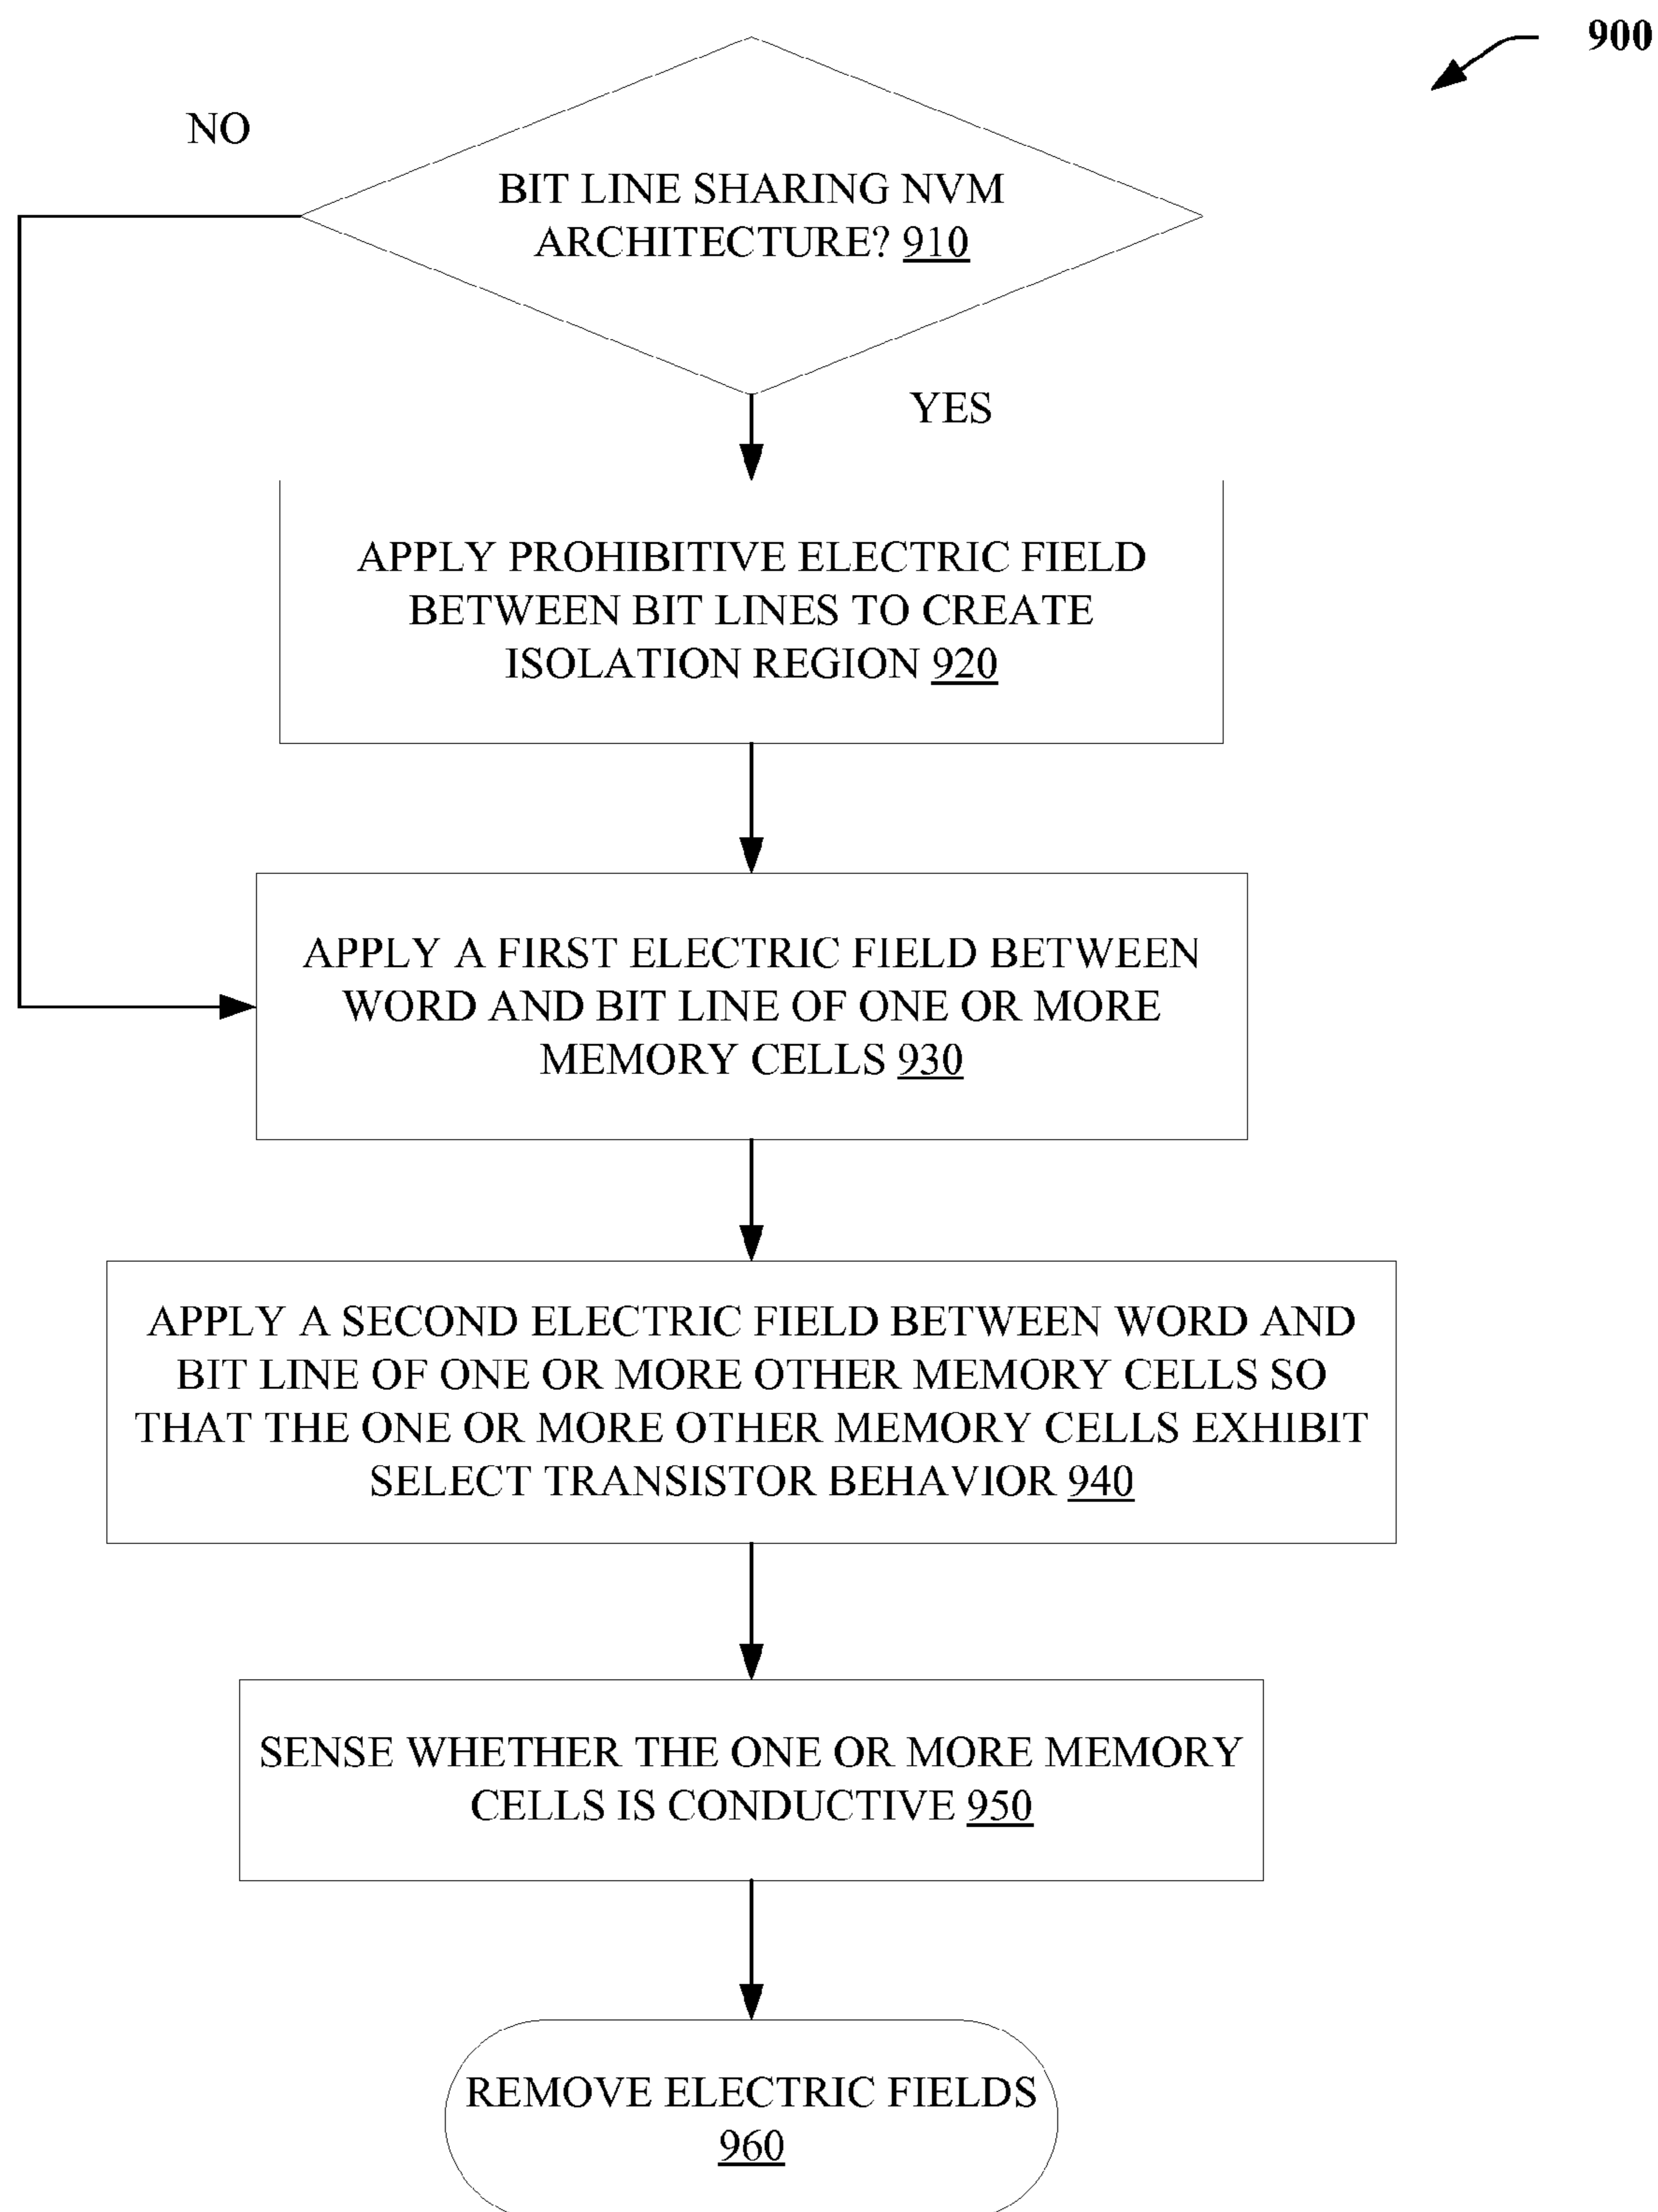 900
NO
BIT LINE SHARING NVM
ARCHITECTURE? 910
YES
APPLY PROHIBITIVE ELECTRIC FIELD
BETWEEN BIT LINES TO CREATE
ISOLATION REGION 920
APPLY A FIRST ELECTRIC FIELD BETWEEN
WORD AND BIT LINE OF ONE OR MORE
MEMORY CELLS 930
APPLY A SECOND ELECTRIC FIELD BETWEEN WORD AND
BIT LINE OF ONE OR MORE OTHER MEMORY CELLS SO
THAT THE ONE OR MORE OTHER MEMORY CELLS EXHIBIT
SELECT TRANSISTOR BEHAVIOR 940
SENSE WHETHER THE ONE OR MORE MEMORY
CELLS IS CONDUCTIVE 950
REMOVE ELECTRIC FIELDS
960